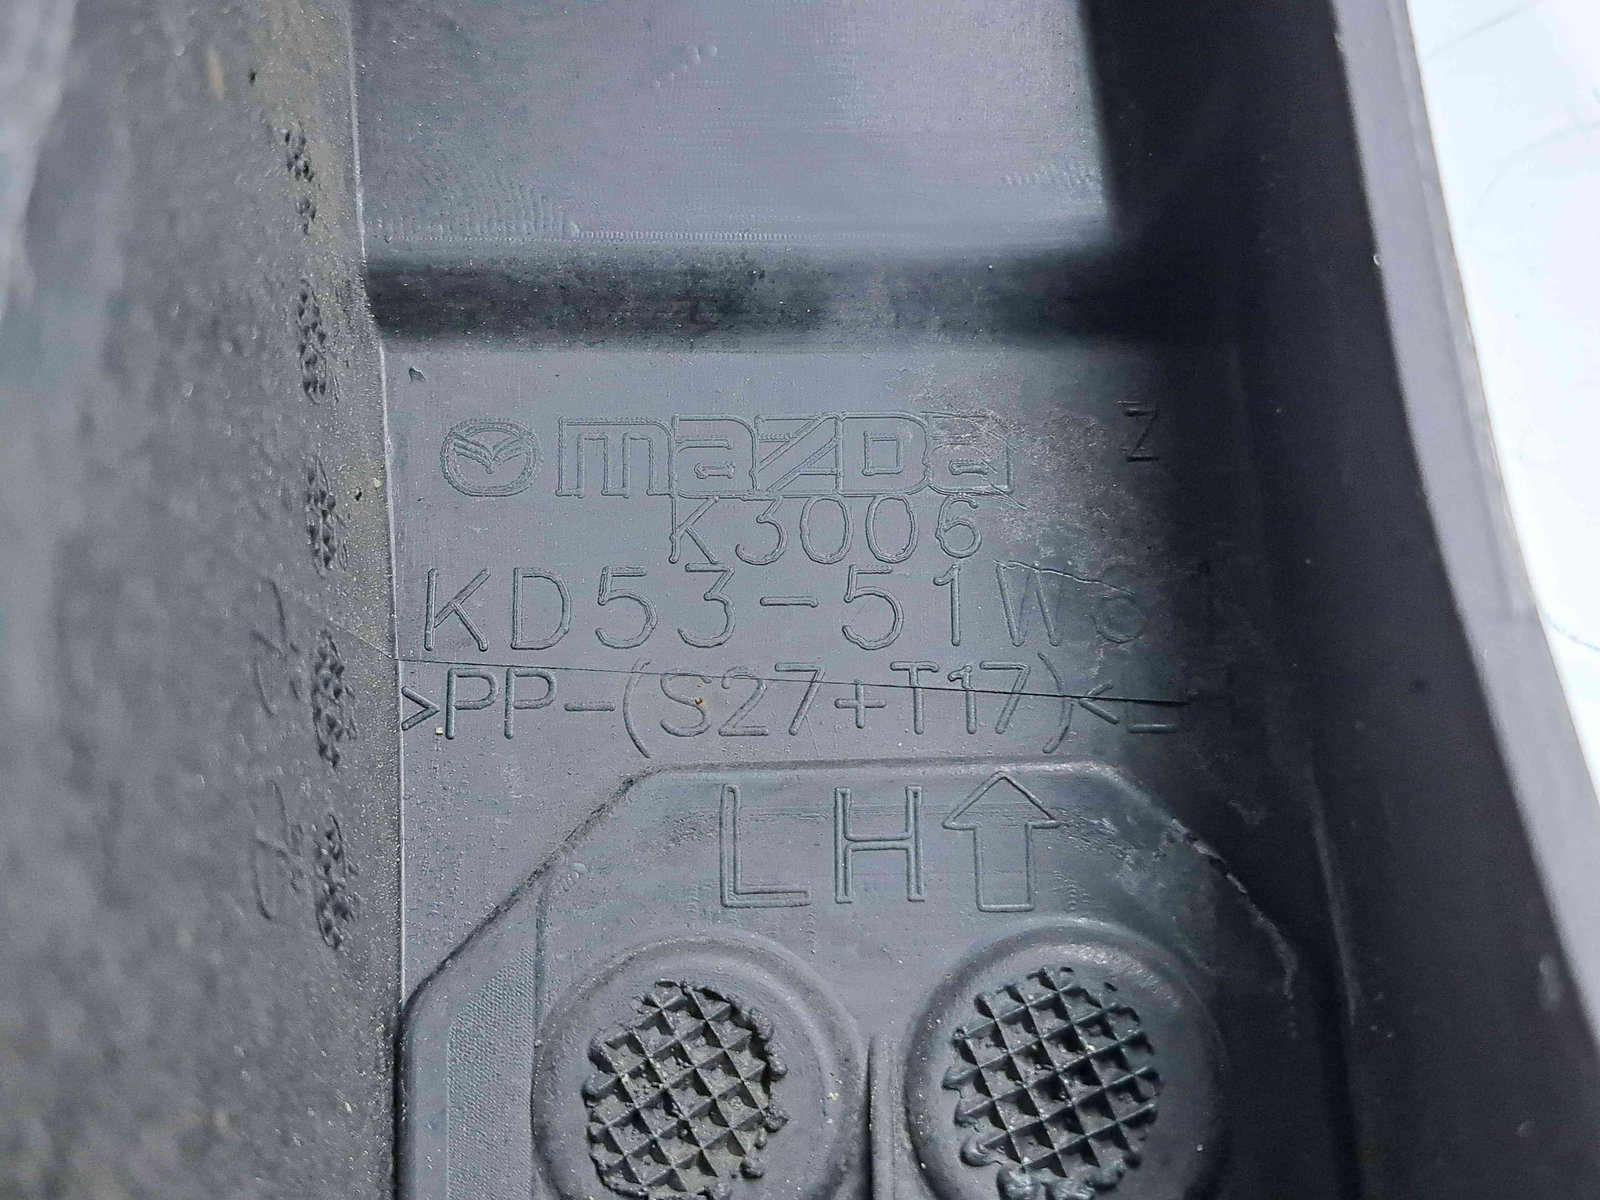 mazda Z
K3006
KD53-51W6
>PP-(S27+T17)<
LH